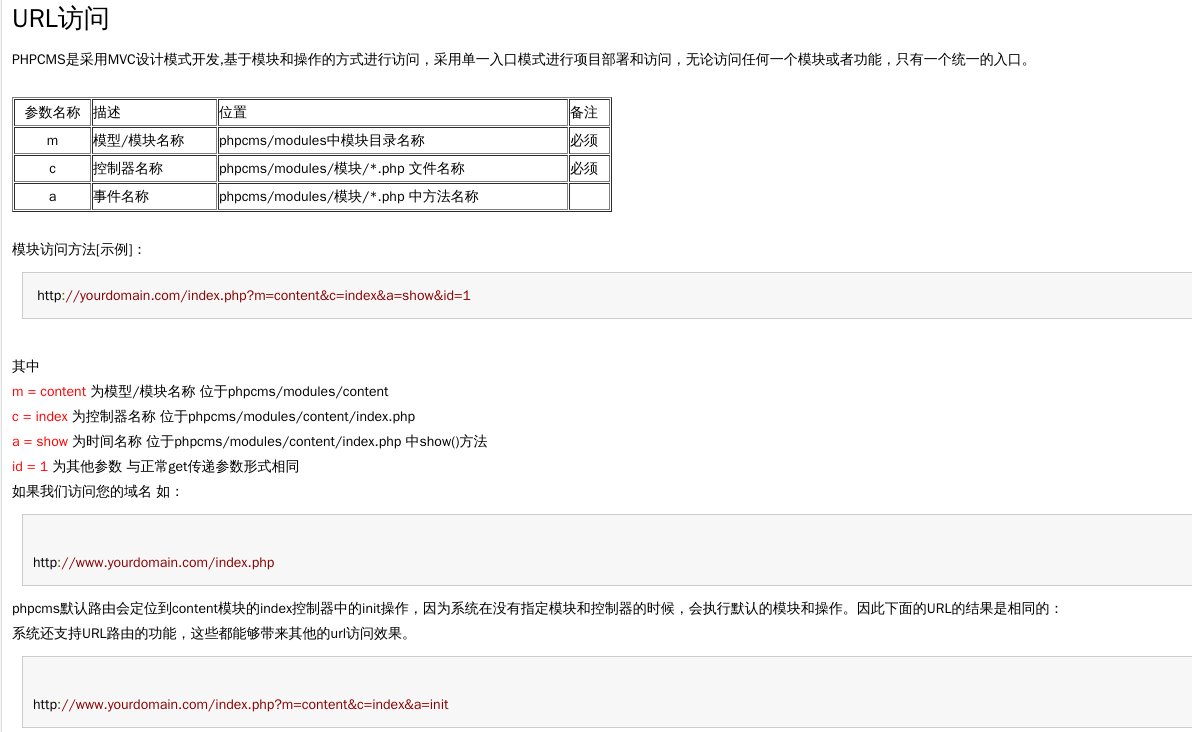 URL访问
PHPCMS是采用MVC设计模式开发,基于模块和操作的方式进行访问，采用单一入口模式进行项目部署和访问，无论访问任何一个模块或者功能，只有一个统一的入口。
参数名称 描述 位置 备注
m 模型/模块名称 phpcms/modules中模块目录名称 必须
c 控制器名称 phpcms/modules/模块/*.php 文件名称 必须
a 事件名称 phpcms/modules/模块/*.php 中方法名称
模块访问方法[示例]：
http://yourdomain.com/index.php?m=content&c=index&a=show&id=1
其中
m = content 为模型/模块名称 位于phpcms/modules/content
c = index 为控制器名称 位于phpcms/modules/content/index.php
a = show 为时间名称 位于phpcms/modules/content/index.php 中show()方法
id = 1 为其他参数 与正常get传递参数形式相同
如果我们访问您的域名 如：
http://www.yourdomain.com/index.php
phpcms默认路由会定位到content模块的index控制器中的init操作，因为系统在没有指定模块和控制器的时候，会执行默认的模块和操作。因此下面的URL的结果是相同的：
系统还支持URL路由的功能，这些都能够带来其他的url访问效果。
http://www.yourdomain.com/index.php?m=content&c=index&a=init